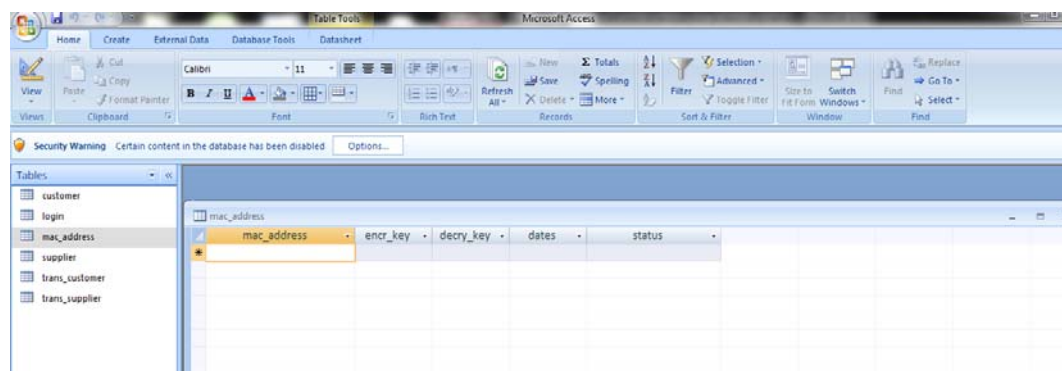 Table Tools Microsoft Access
Home Create External Data Database Tools Datasheet
View
Views
Paste
Cut
Copy
Format Painter
Clipboard
Calibri 11
B I U A
Font
Rich Text
Refresh All
New
Save
Delete
Totals
Spelling
More
Records
Filter
Selection
Advanced
Toggle Filter
Sort & Filter
Size to Fit Form
Switch Windows
Window
Find
Replace
Go To
Select
Find
Security Warning Certain content in the database has been disabled Options...
Tables
customer
login
mac_address
supplier
trans_customer
trans_supplier
mac_address
mac_address encr_key decry_key dates status